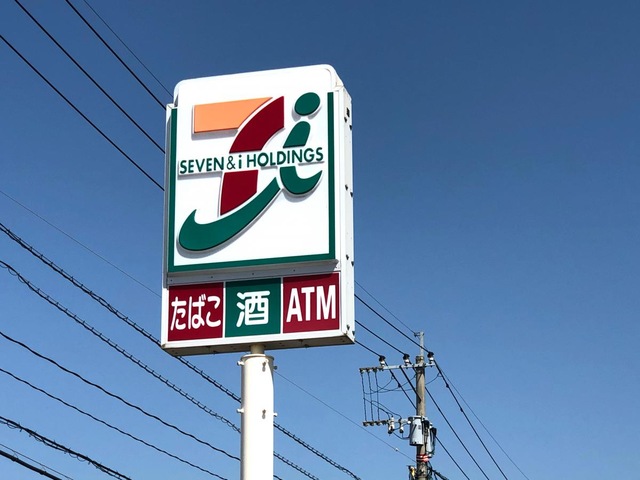 SEVEN & i HOLDINGS
たばこ 酒 ATM